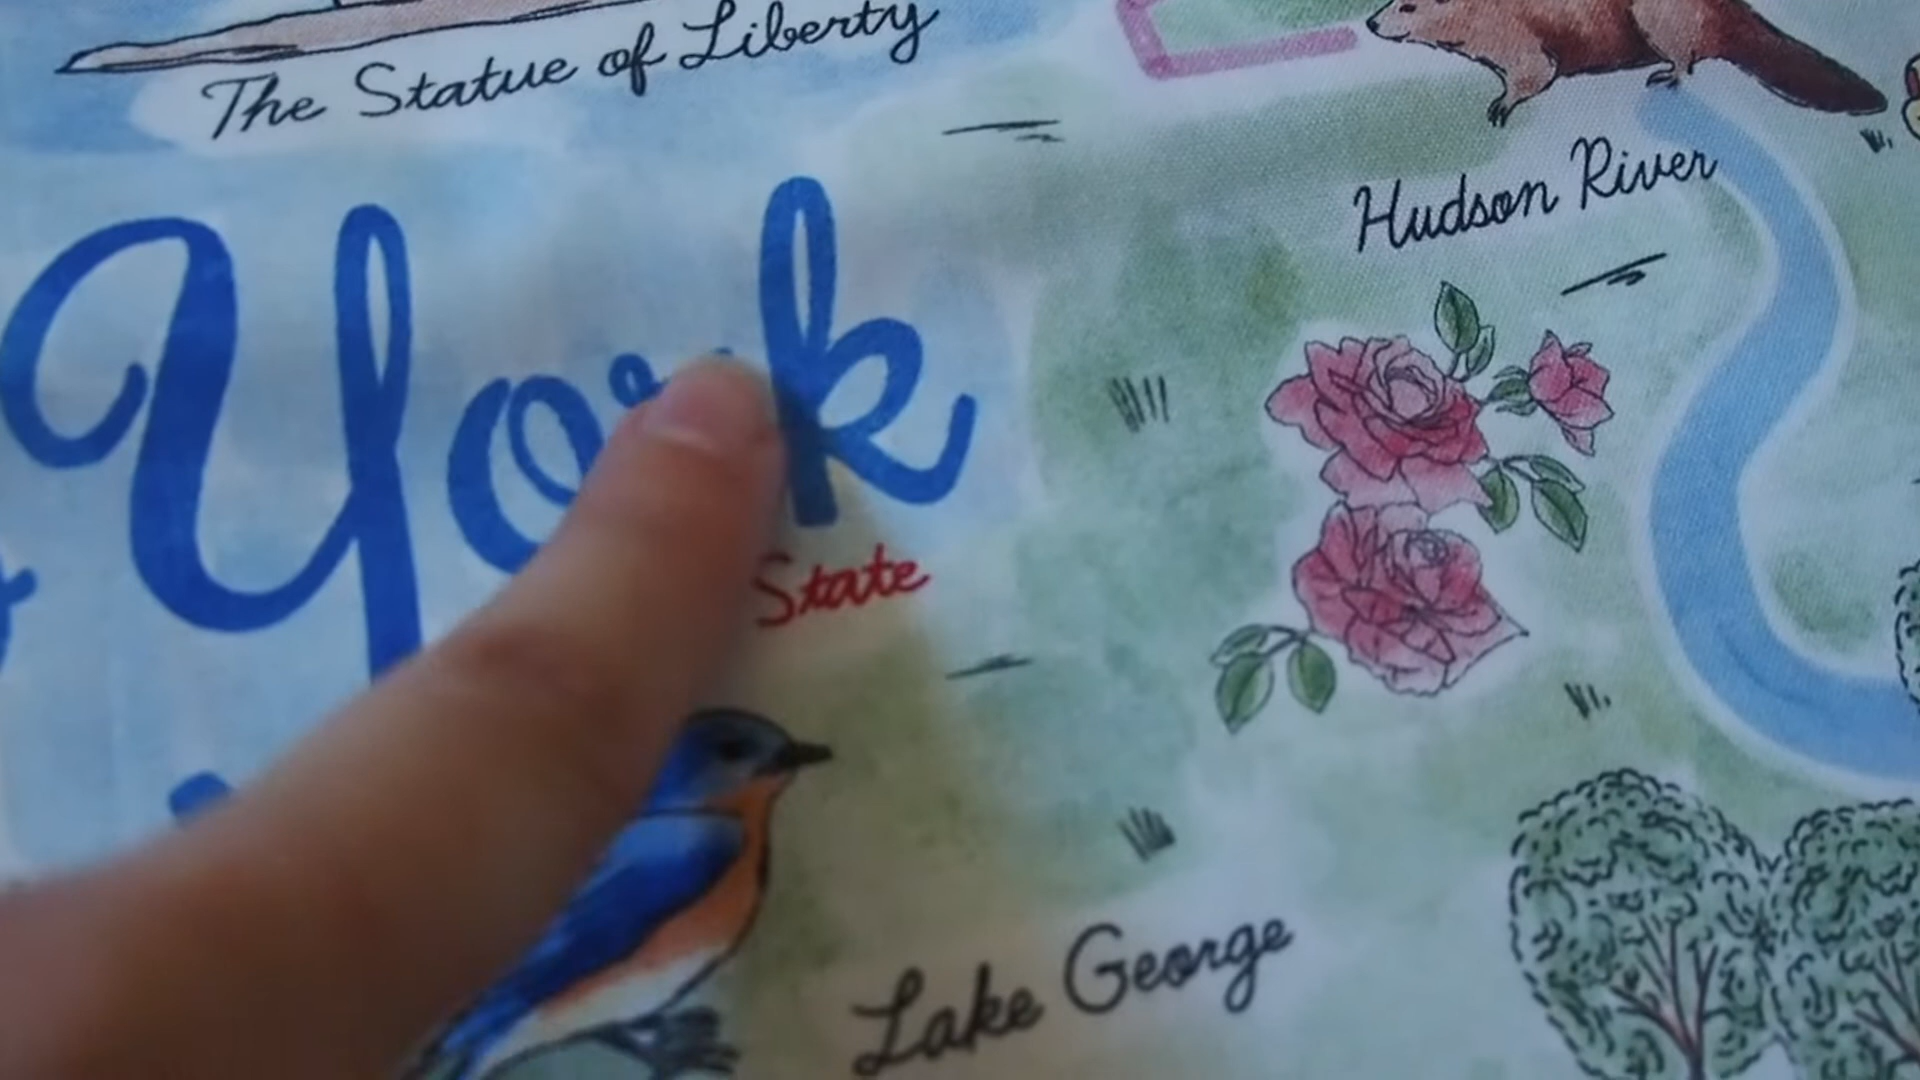 The Statue of Liberty
Hudson River
York
State
Lake George